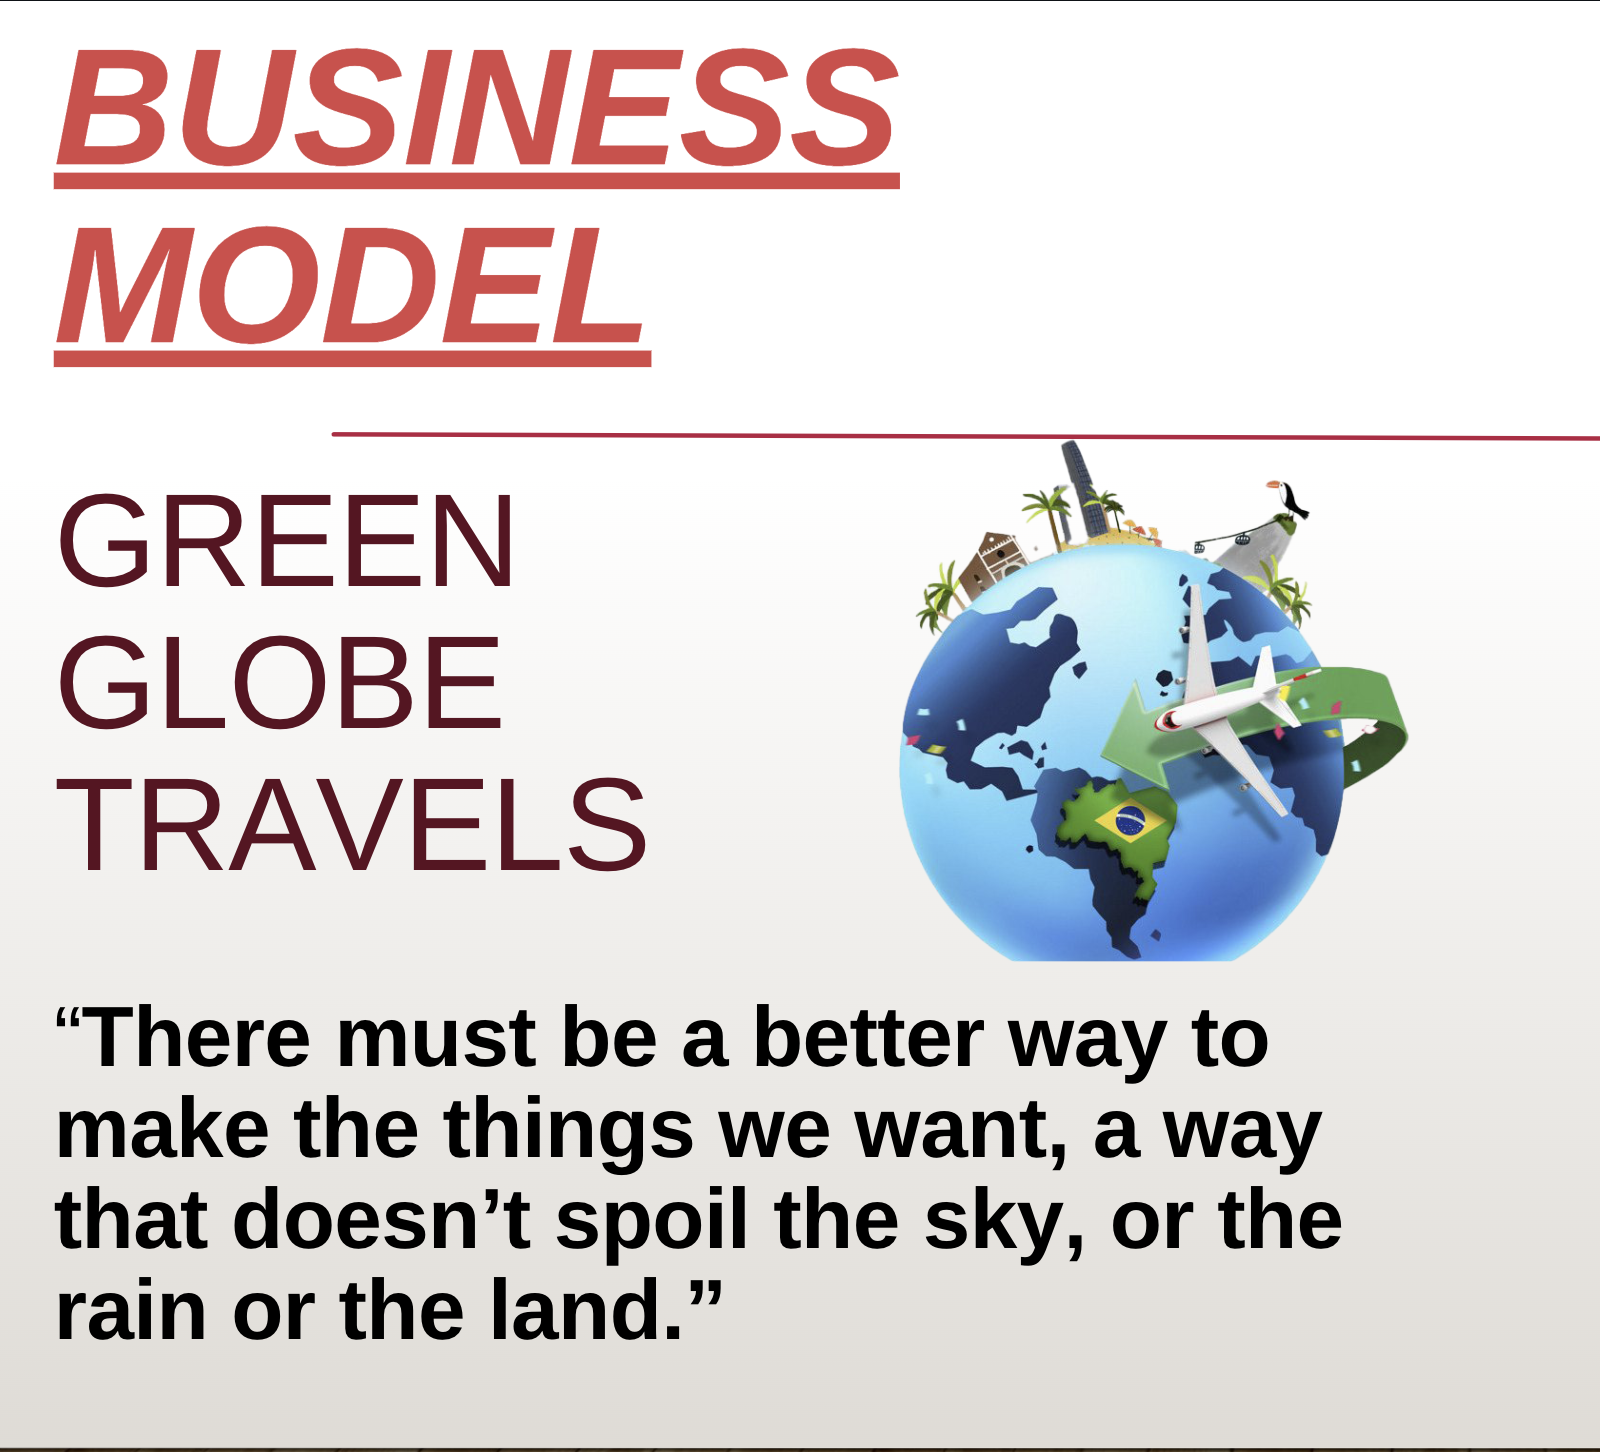 BUSINESS
MODEL
GREEN
GLOBE
TRAVELS
“There must be a better way to
make the things we want, a way
that doesn’t spoil the sky, or the
rain or the land.”